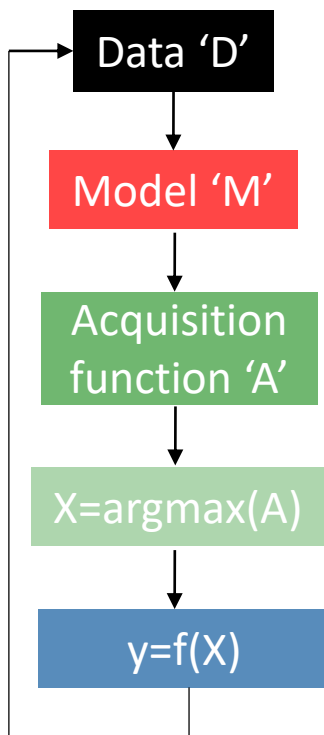 Data ‘D’
Model ‘M’
Acquisition
function ‘A’
X=argmax(A)
y=f(X)